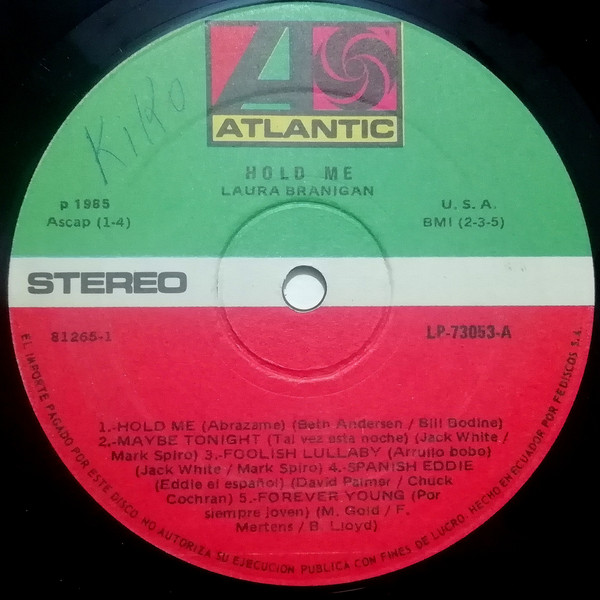 KIKO
ATLANTIC
HOLD ME
LAURA BRANIGAN
p 1985
Ascap (1-4)
U. S. A.
BMI (2-3-5)
STEREO
81265-1
LP-73053-A
1.-HOLD ME (Abrazame) (Beth Andersen / Bill Bodine)
2.-MAYBE TONIGHT (Tal vez esta noche) (Jack White /
Mark Spiro) 3.-FOOLISH LULLABY (Arrullo bobo)
(Jack White / Mark Spiro) 4.-SPANISH EDDIE
(Eddie el español) (David Palmer / Chuck
Cochran) 5.-FOREVER YOUNG (Por
siempre joven) (M. Gold / F.
Mertens / B. Lloyd)
EL IMPORTE PAGADO POR ESTE DISCO, NO AUTORIZA SU EJECUCION PUBLICA CON FINES DE LUCRO. HECHO EN ECUADOR POR FEDISCOS S.A.